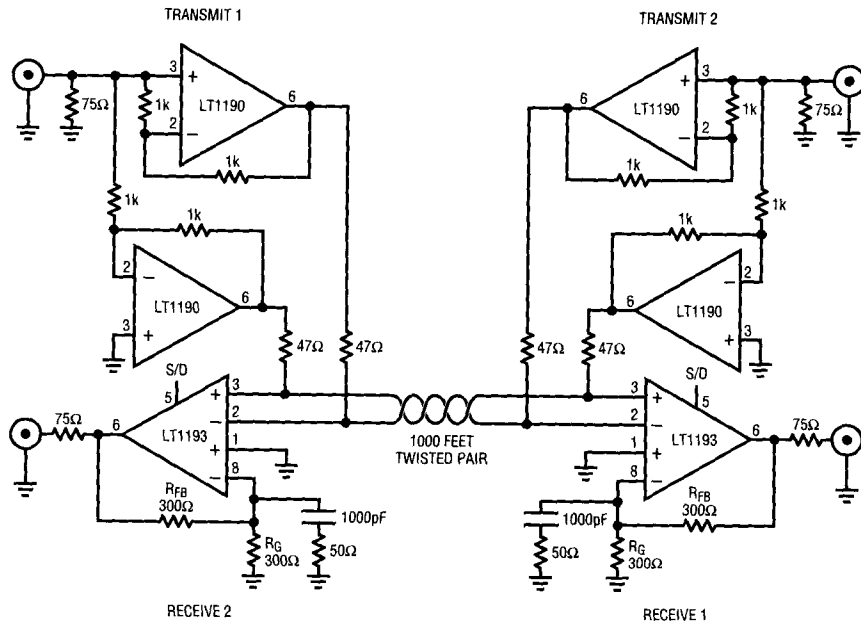 TRANSMIT 1
TRANSMIT 2
3
+
75Ω
1k
LT1190
6
2
−
1k
1k
1k
2
−
LT1190
6
3
+
47Ω
47Ω
+
3
75Ω
1k
LT1190
6
−
2
1k
1k
1k
−
2
LT1190
6
+
3
47Ω
47Ω
S/D
5
75Ω
6
LT1193
+
3
−
2
+
1
−
8
RFB
300Ω
1000pF
RG
300Ω
50Ω
1000 FEET
TWISTED PAIR
S/D
5
3
+
2
−
1
+
8
−
LT1193
6
75Ω
RFB
300Ω
1000pF
RG
300Ω
50Ω
RECEIVE 2
RECEIVE 1